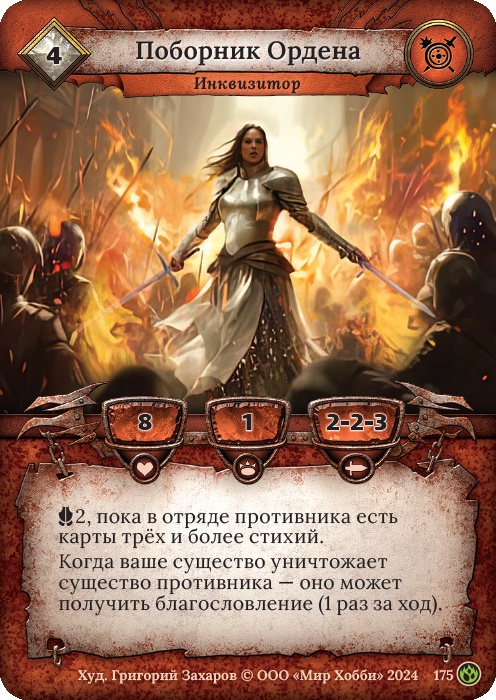 4
Поборник Ордена
Инквизитор
8
1
2-2-3
2, пока в отряде противника есть
карты трёх и более стихий.
Когда ваше существо уничтожает
существо противника — оно может
получить благословление (1 раз за ход).
Худ. Григорий Захаров © ООО «Мир Хобби» 2024
175